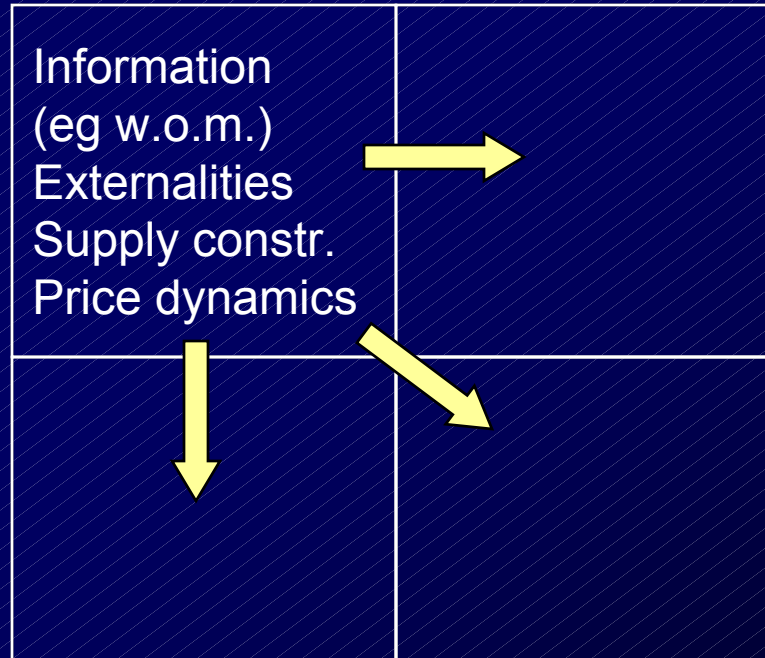 Information
(eg w.o.m.)
Externalities
Supply constr.
Price dynamics